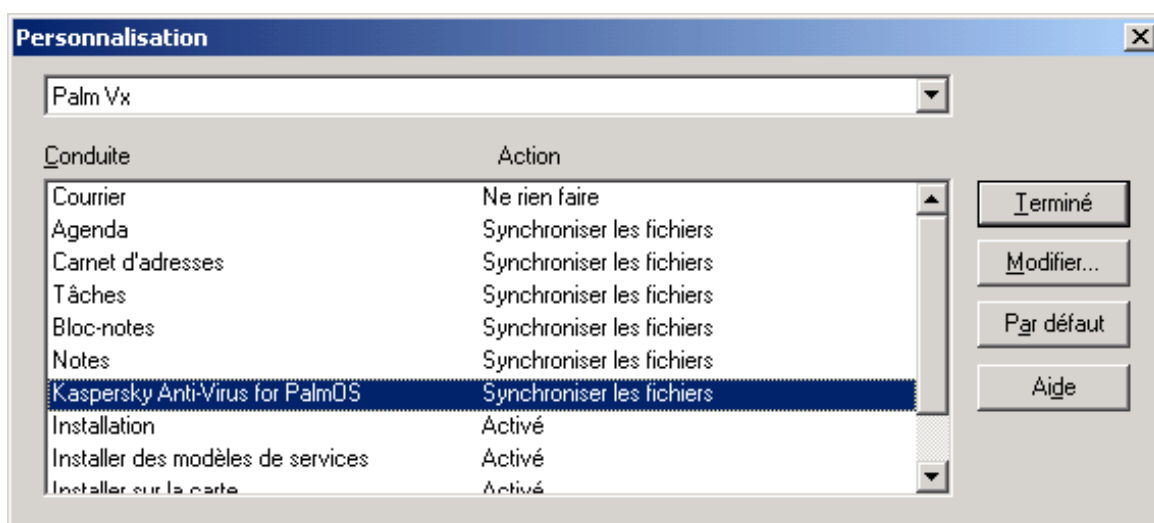 Personnalisation
Palm Vx
Conduite Action
Courrier Ne rien faire
Agenda Synchroniser les fichiers
Carnet d'adresses Synchroniser les fichiers
Tâches Synchroniser les fichiers
Bloc-notes Synchroniser les fichiers
Notes Synchroniser les fichiers
Kaspersky Anti-Virus for PalmOS Synchroniser les fichiers
Installation Activé
Installer des modèles de services Activé
Installer sur la carte Activé
Terminé
Modifier...
Par défaut
Aide